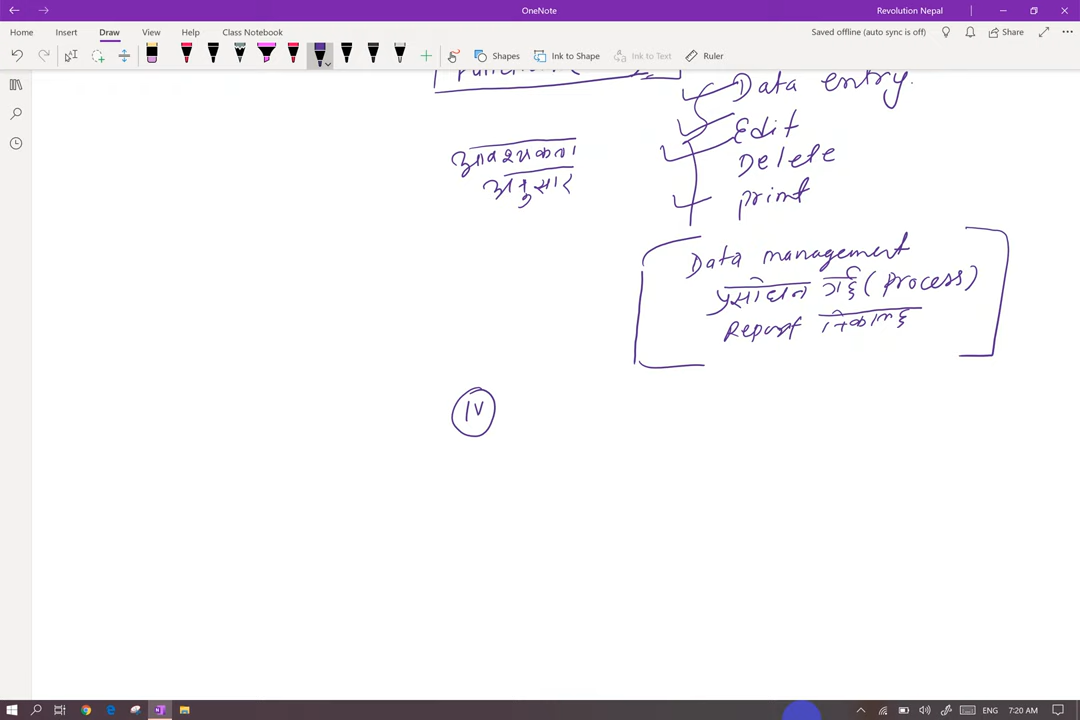 OneNote
Revolution Nepal
Home Insert Draw View Help Class Notebook
Saved offline (auto sync is off)
Share
Shapes
Ink to Shape
Ink to Text
Ruler
Data entry.
Edit
Delete
print
आवश्यकता
अनुसार
Data management
प्रसोधन गर्ने (process)
Report निकाल्ने
IV
ENG 7:20 AM